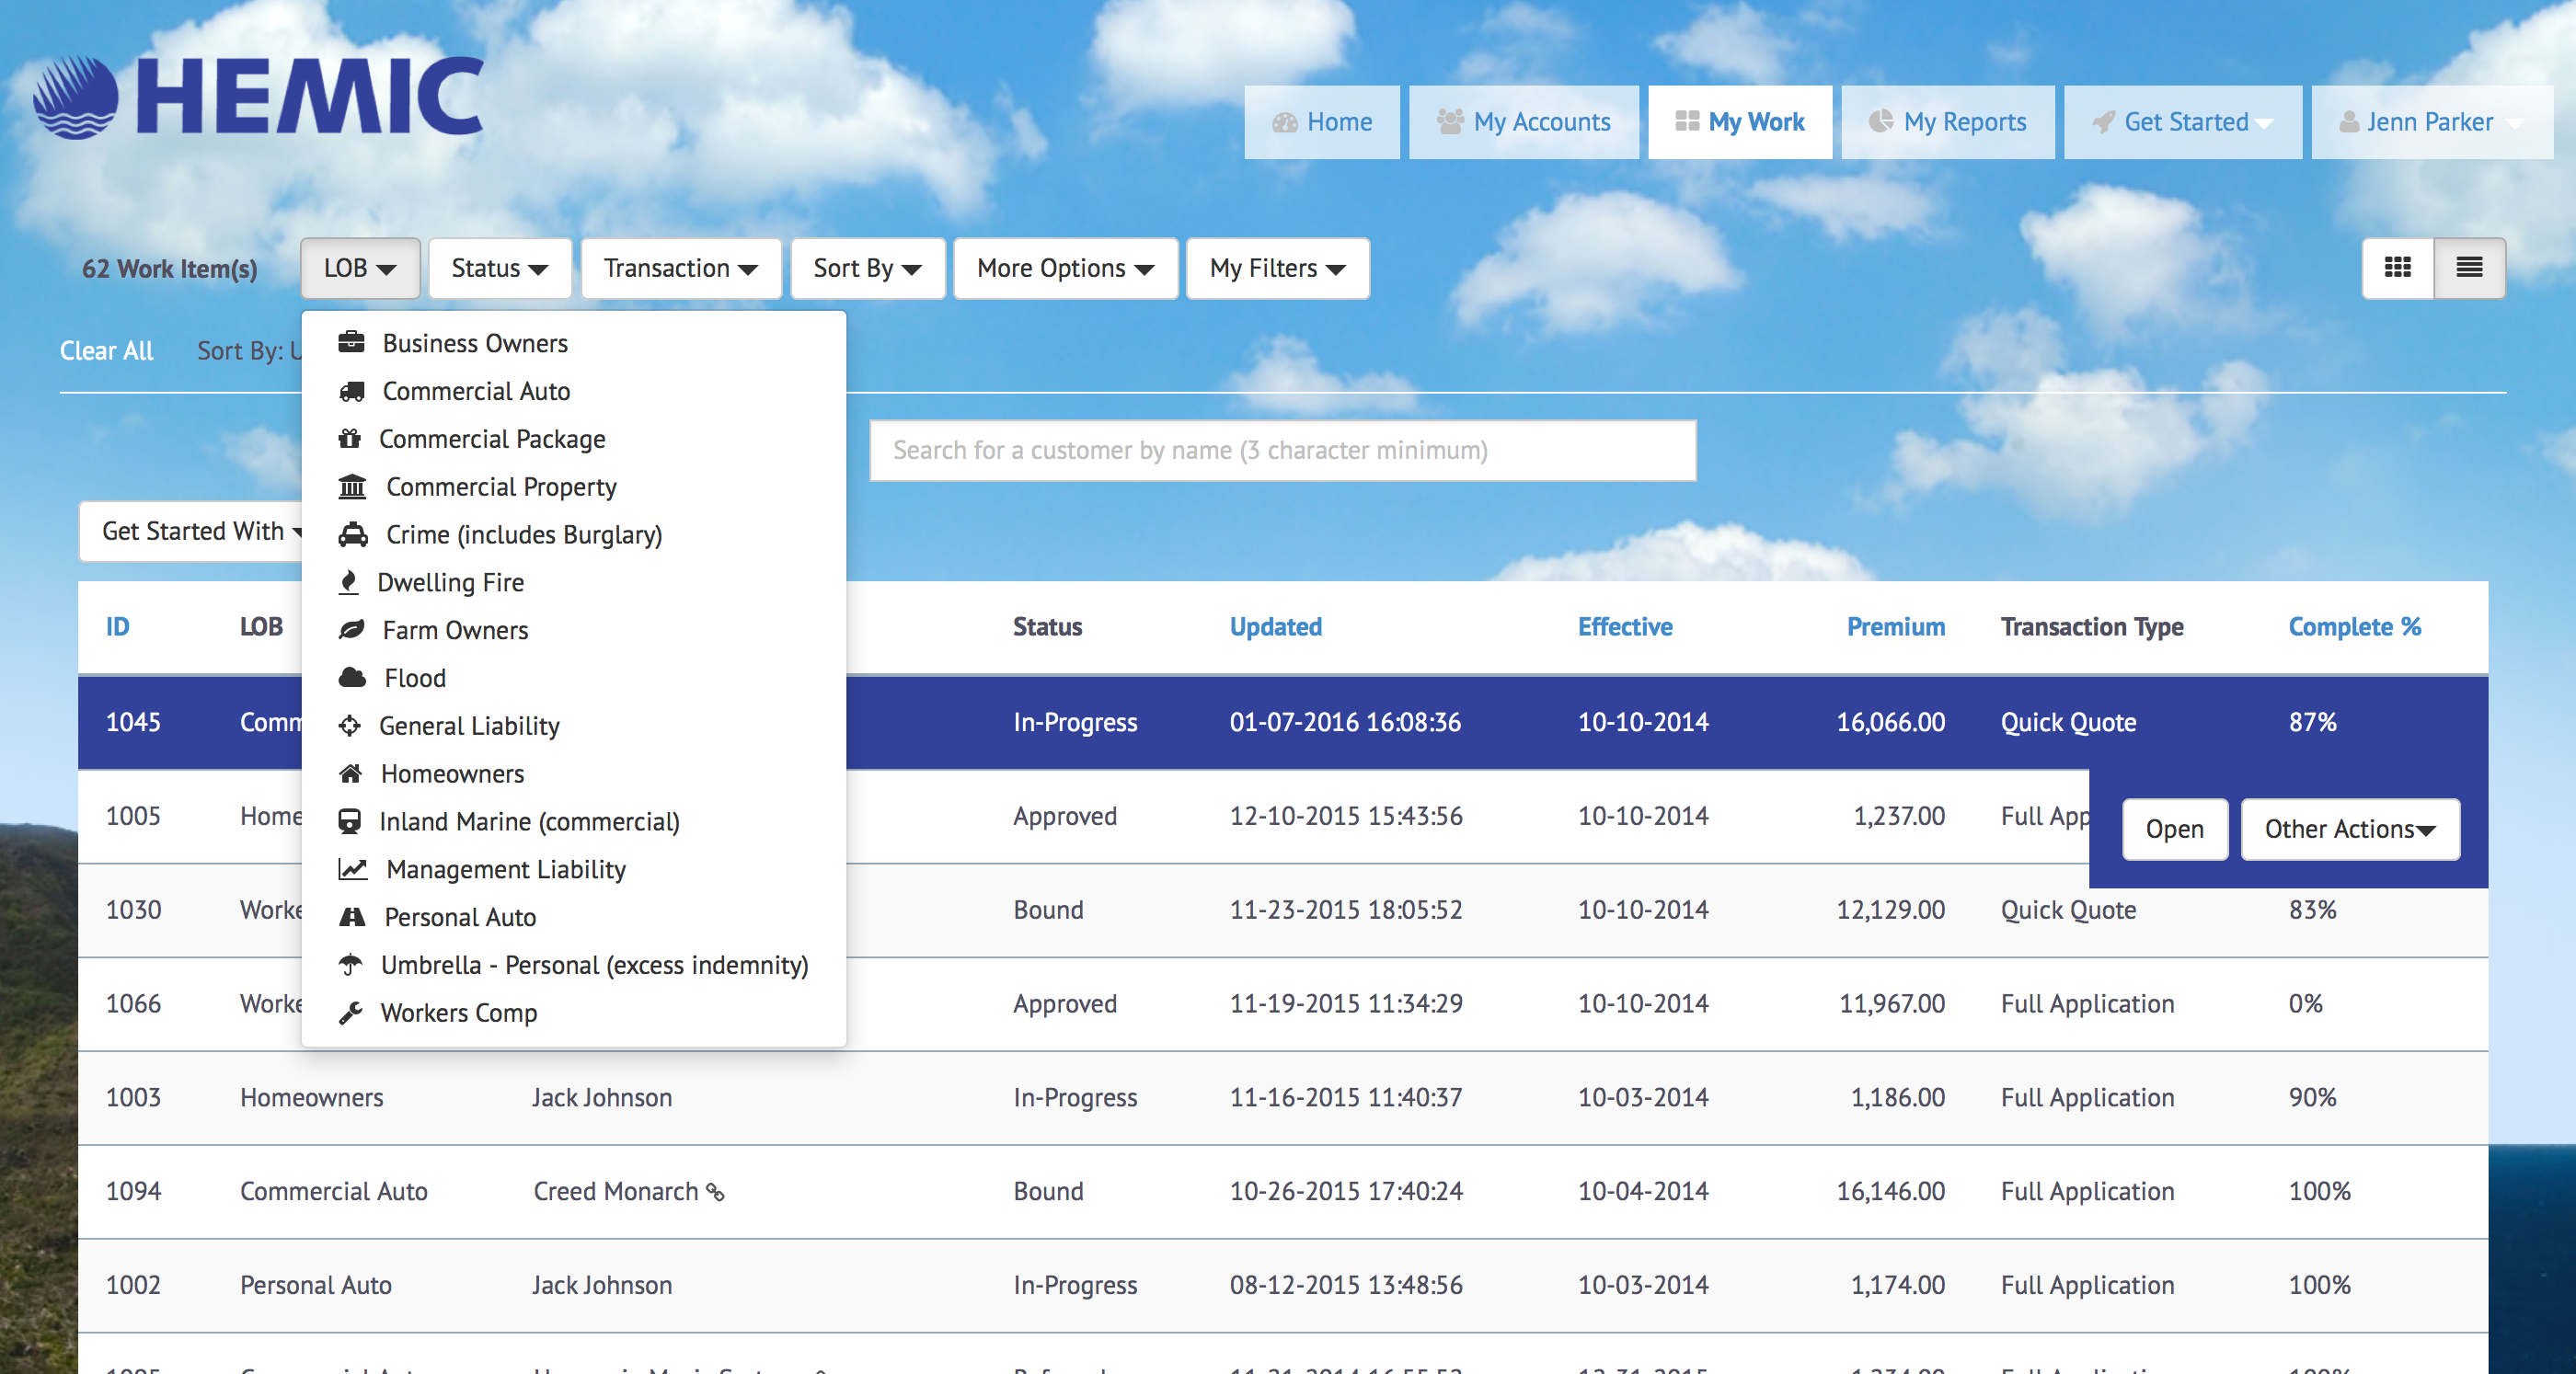 HEMIC
Home My Accounts My Work My Reports Get Started Jenn Parker
62 Work Item(s) LOB Status Transaction Sort By More Options My Filters
Clear All Sort By:
Business Owners
Commercial Auto
Commercial Package
Commercial Property
Crime (includes Burglary)
Dwelling Fire
Farm Owners
Flood
General Liability
Homeowners
Inland Marine (commercial)
Management Liability
Personal Auto
Umbrella - Personal (excess indemnity)
Workers Comp
Search for a customer by name (3 character minimum)
Get Started With
ID LOB Status Updated Effective Premium Transaction Type Complete %
1045 Comm In-Progress 01-07-2016 16:08:36 10-10-2014 16,066.00 Quick Quote 87%
1005 Home Approved 12-10-2015 15:43:56 10-10-2014 1,237.00 Full App
Open Other Actions
1030 Worke Bound 11-23-2015 18:05:52 10-10-2014 12,129.00 Quick Quote 83%
1066 Worke Approved 11-19-2015 11:34:29 10-10-2014 11,967.00 Full Application 0%
1003 Homeowners Jack Johnson In-Progress 11-16-2015 11:40:37 10-03-2014 1,186.00 Full Application 90%
1094 Commercial Auto Creed Monarch Bound 10-26-2015 17:40:24 10-04-2014 16,146.00 Full Application 100%
1002 Personal Auto Jack Johnson In-Progress 08-12-2015 13:48:56 10-03-2014 1,174.00 Full Application 100%